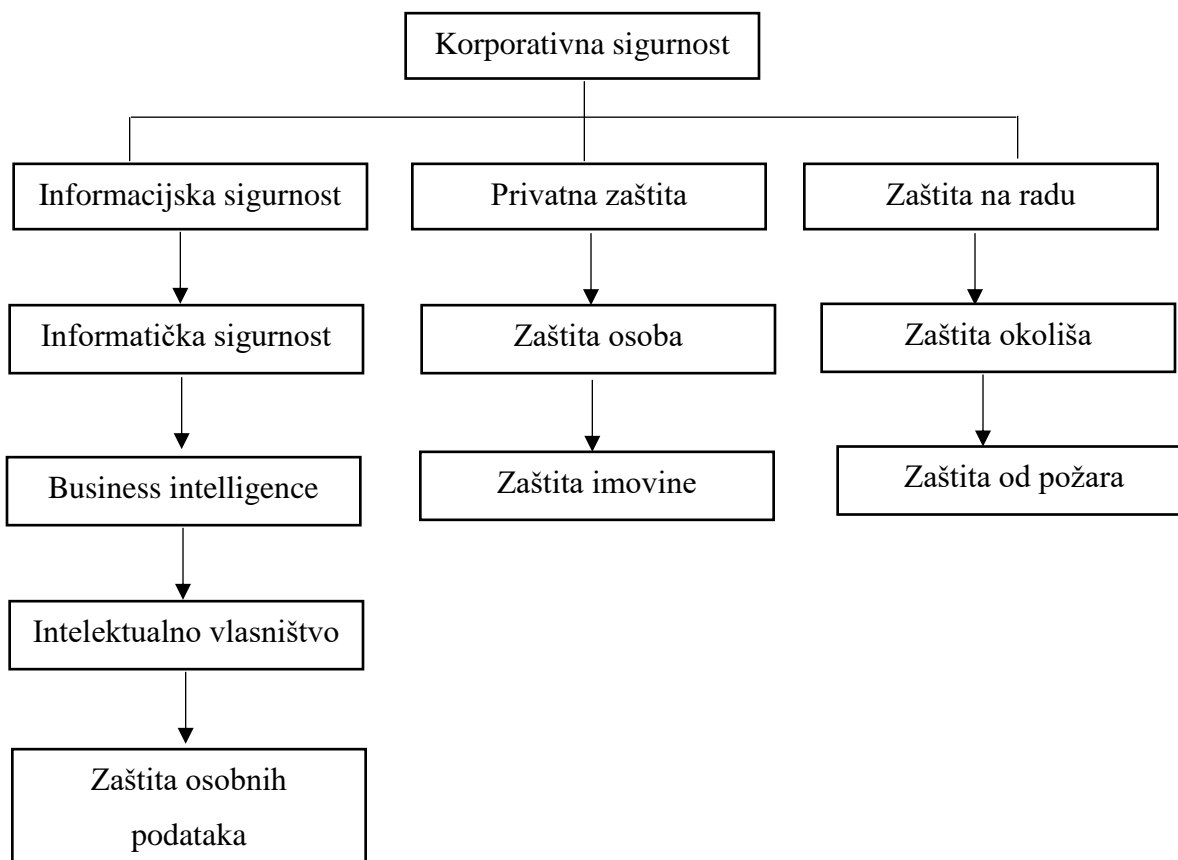 Korporativna sigurnost
Informacijska sigurnost
Privatna zaštita
Zaštita na radu
Informatička sigurnost
Zaštita osoba
Zaštita okoliša
Business intelligence
Zaštita imovine
Zaštita od požara
Intelektualno vlasništvo
Zaštita osobnih
podataka